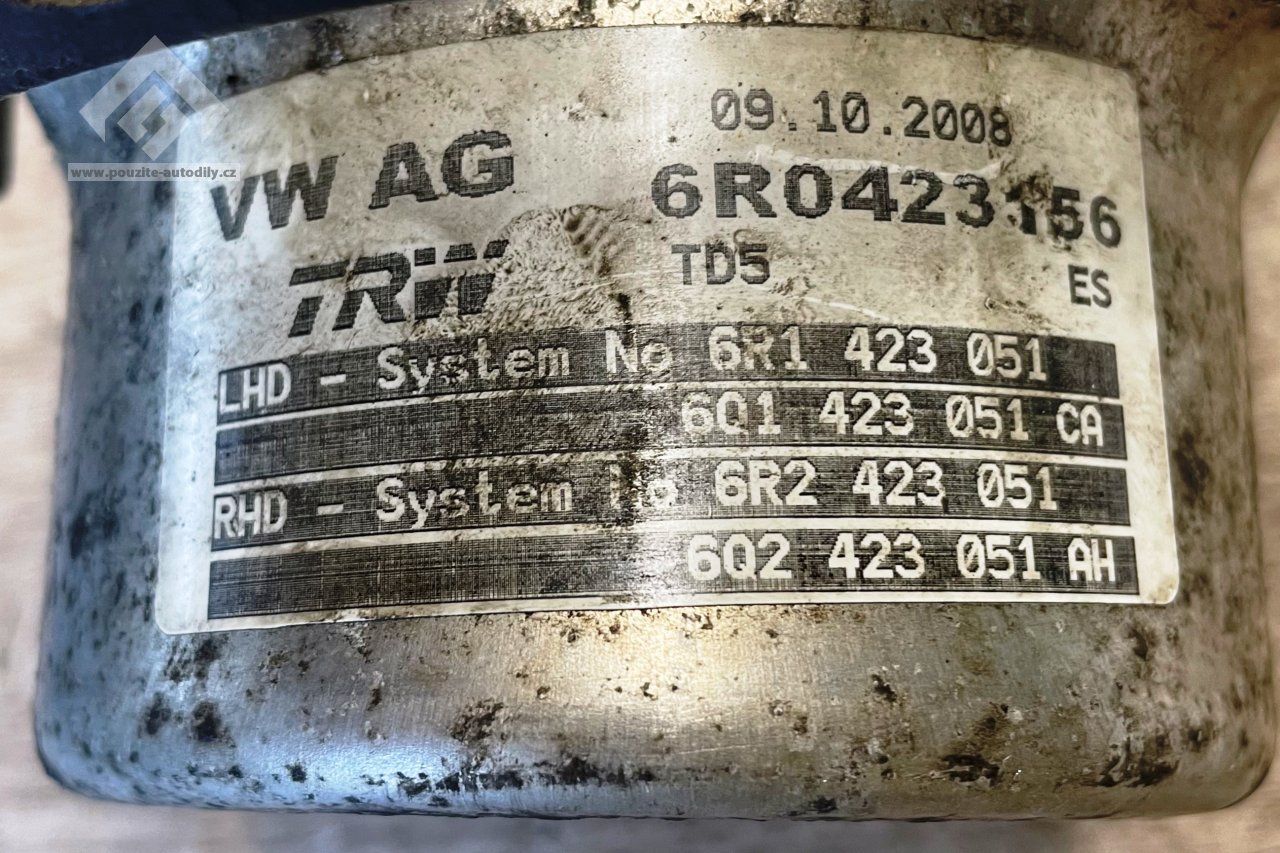 www.pouzite-autodily.cz
09.10.2008
VW AG 6R0423156
TRW TD5 ES
LHD - System No 6R1 423 051
6Q1 423 051 CA
RHD - System No 6R2 423 051
6Q2 423 051 AH